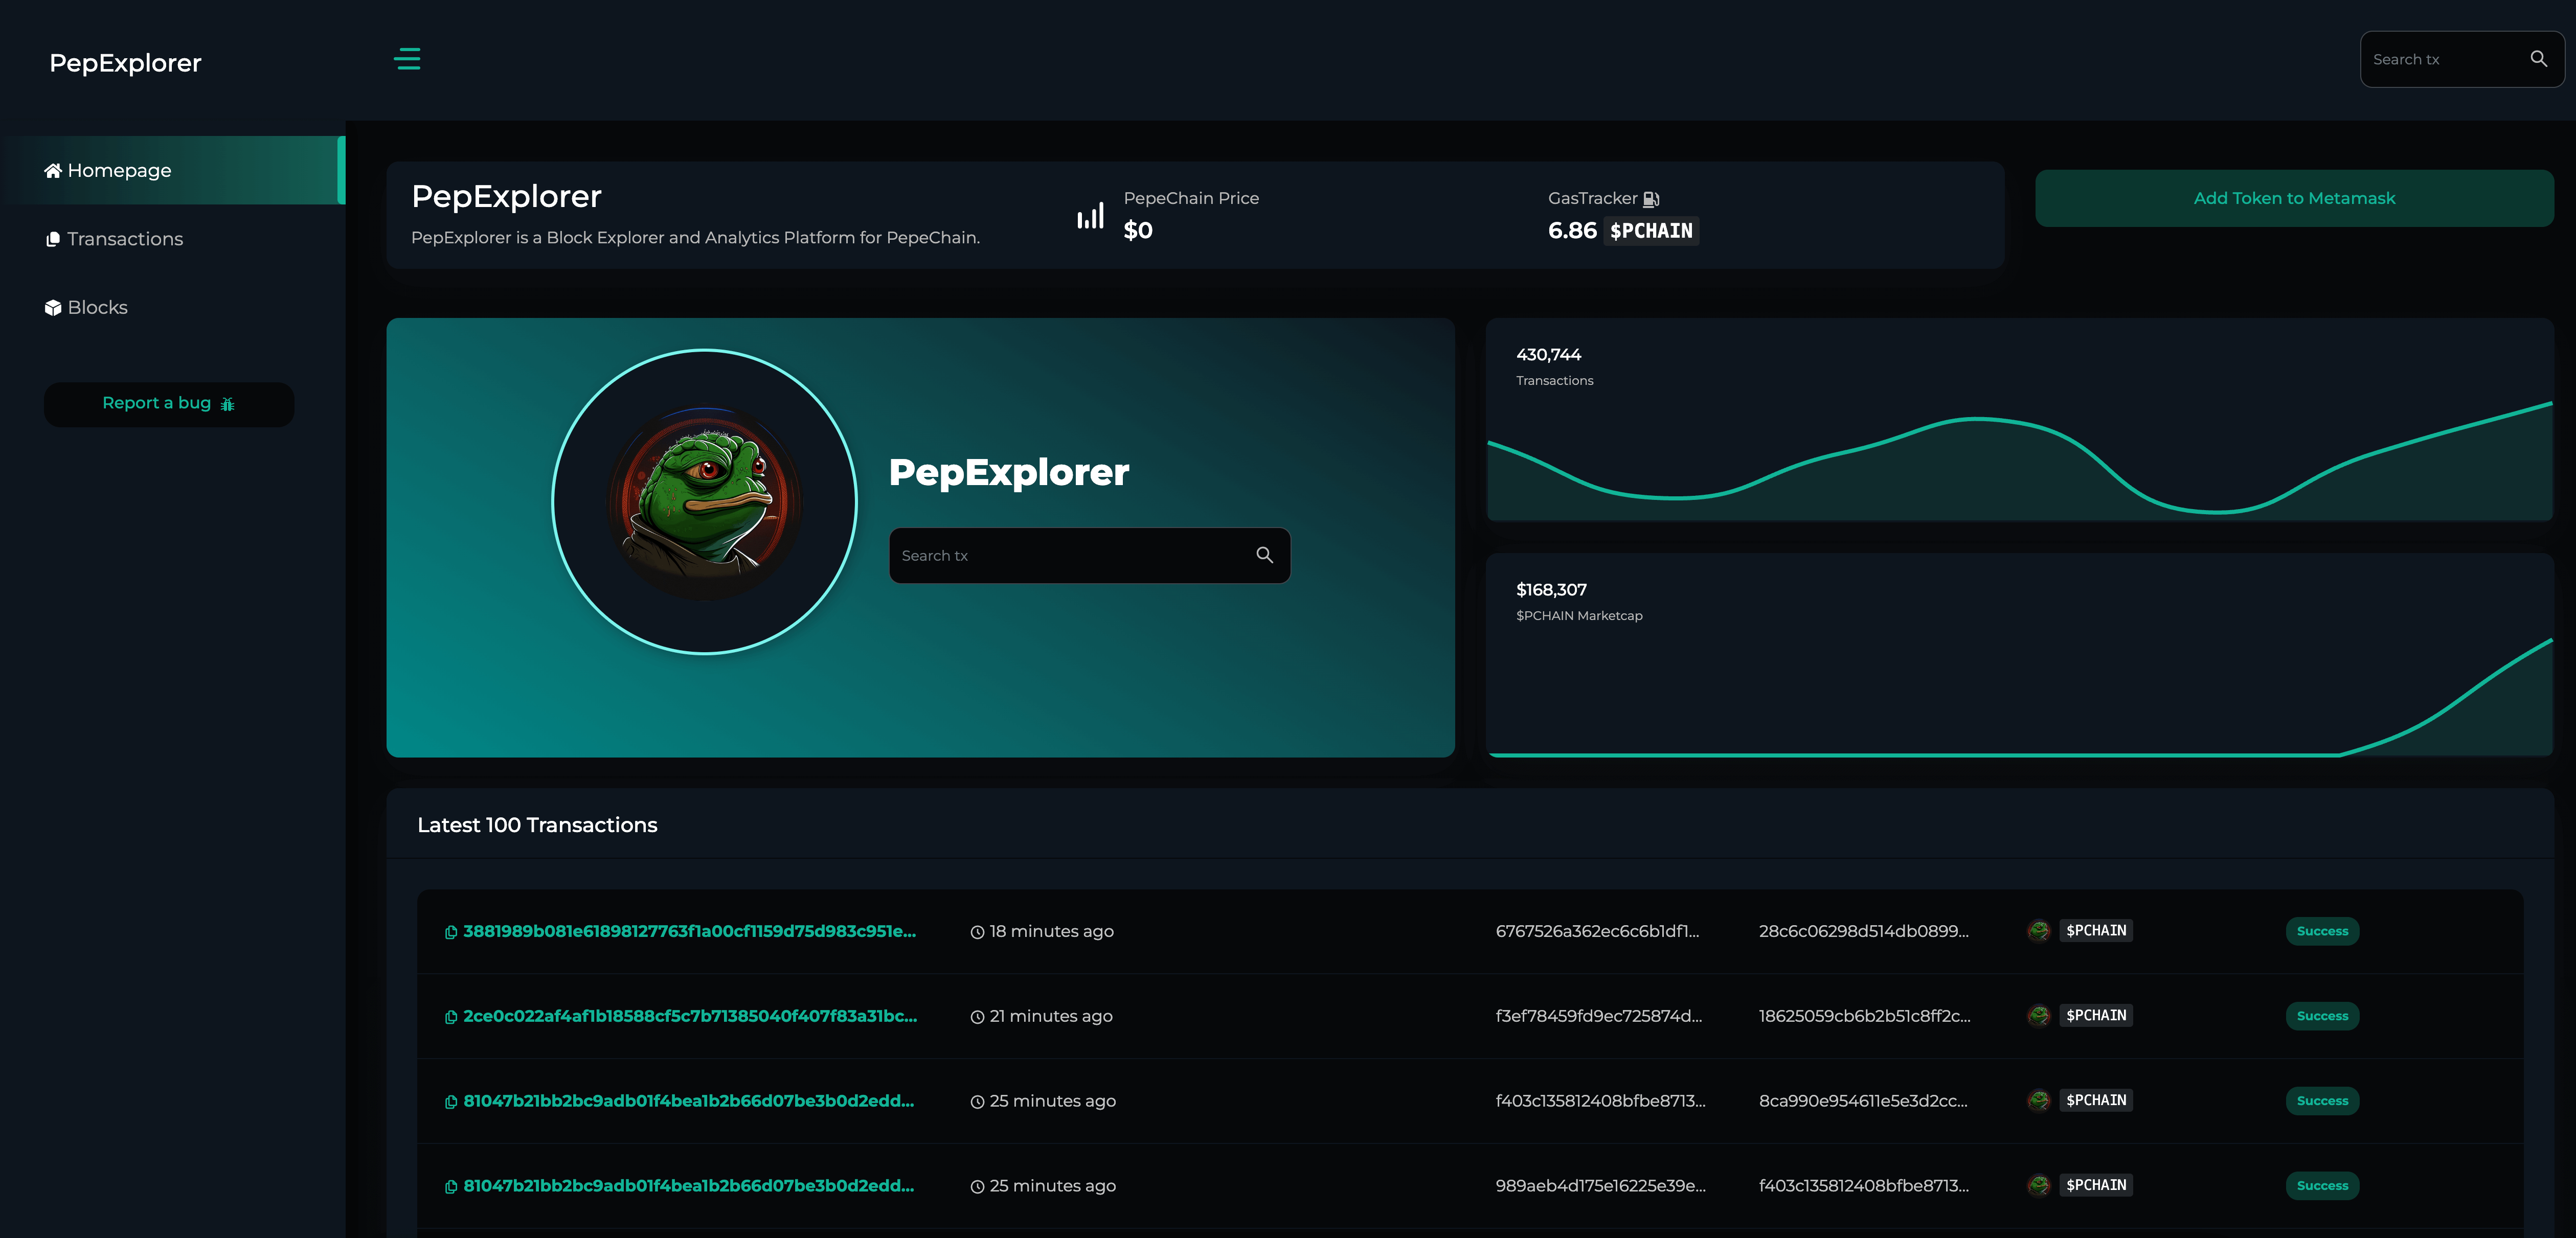 PepExplorer
Search tx
Homepage
Transactions
Blocks
Report a bug
PepExplorer
PepExplorer is a Block Explorer and Analytics Platform for PepeChain.
PepeChain Price
$0
GasTracker
6.86 $PCHAIN
Add Token to Metamask
PepExplorer
Search tx
430,744
Transactions
$168,307
$PCHAIN Marketcap
Latest 100 Transactions
3881989b081e61898127763f1a00cf1159d75d983c951e... 18 minutes ago 6767526a362ec6c6b1df1... 28c6c06298d514db0899... $PCHAIN Success
2ce0c022af4af1b18588cf5c7b71385040f407f83a31bc... 21 minutes ago f3ef78459fd9ec725874d... 18625059cb6b2b51c8ff2c... $PCHAIN Success
81047b21bb2bc9adb01f4bea1b2b66d07be3b0d2edd... 25 minutes ago f403c135812408bfbe8713... 8ca990e954611e5e3d2cc... $PCHAIN Success
81047b21bb2bc9adb01f4bea1b2b66d07be3b0d2edd... 25 minutes ago 989aeb4d175e16225e39e... f403c135812408bfbe8713... $PCHAIN Success